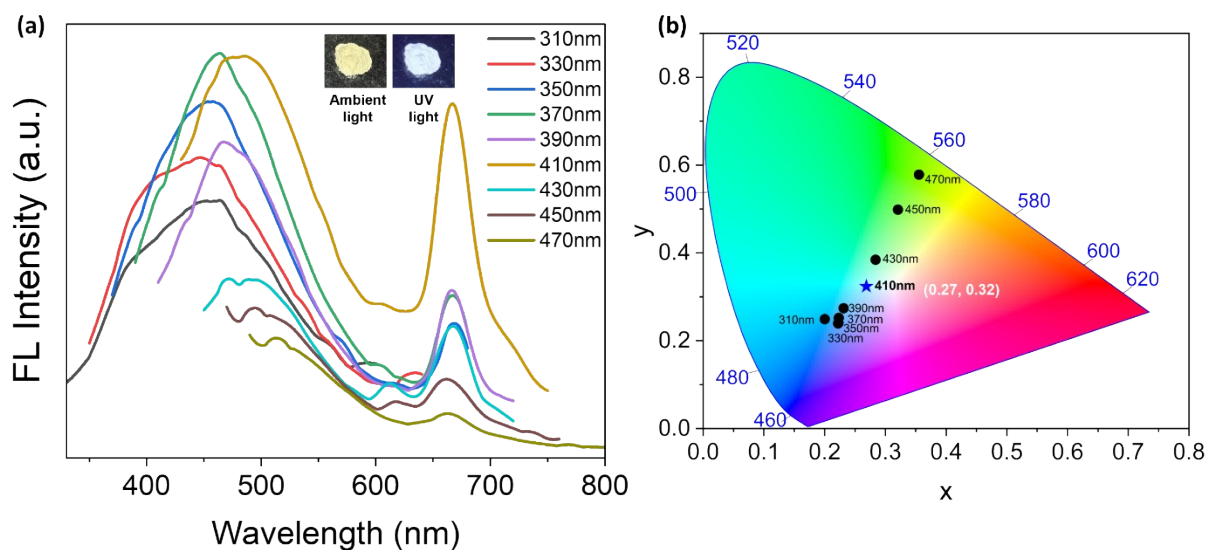 (a)
FL Intensity (a.u.)
Wavelength (nm)
400
500
600
700
800
Ambient
light
UV
light
310nm
330nm
350nm
370nm
390nm
410nm
430nm
450nm
470nm
(b)
y
x
0.8
0.6
0.4
0.2
0.0
0.0
0.1
0.2
0.3
0.4
0.5
0.6
0.7
0.8
520
540
560
500
580
600
620
480
460
470nm
450nm
430nm
410nm
(0.27, 0.32)
390nm
310nm
370nm
350nm
330nm